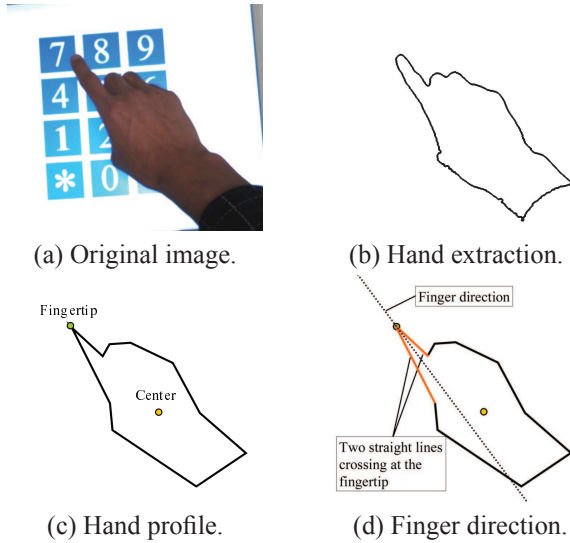 7 8 9
4 6
1 2
* 0
(a) Original image.
(b) Hand extraction.
Fingertip
Center
(c) Hand profile.
Finger direction
Two straight lines
crossing at the
fingertip
(d) Finger direction.